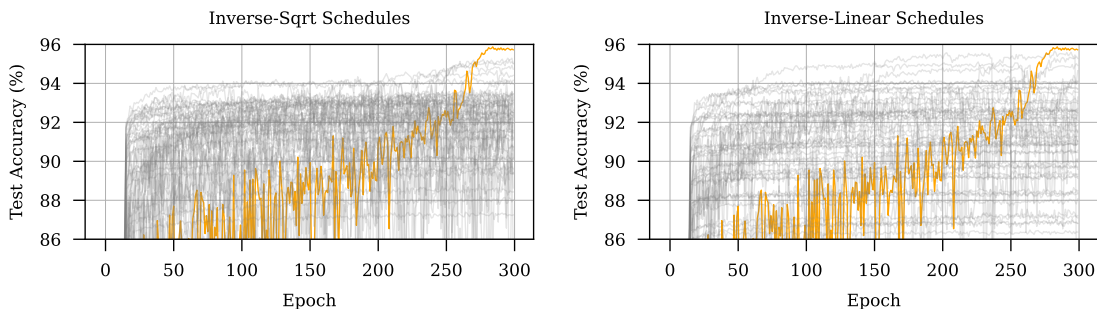 Inverse-Sqrt Schedules
Test Accuracy (%)
96
94
92
90
88
86
0 50 100 150 200 250 300
Epoch
Inverse-Linear Schedules
Test Accuracy (%)
96
94
92
90
88
86
0 50 100 150 200 250 300
Epoch